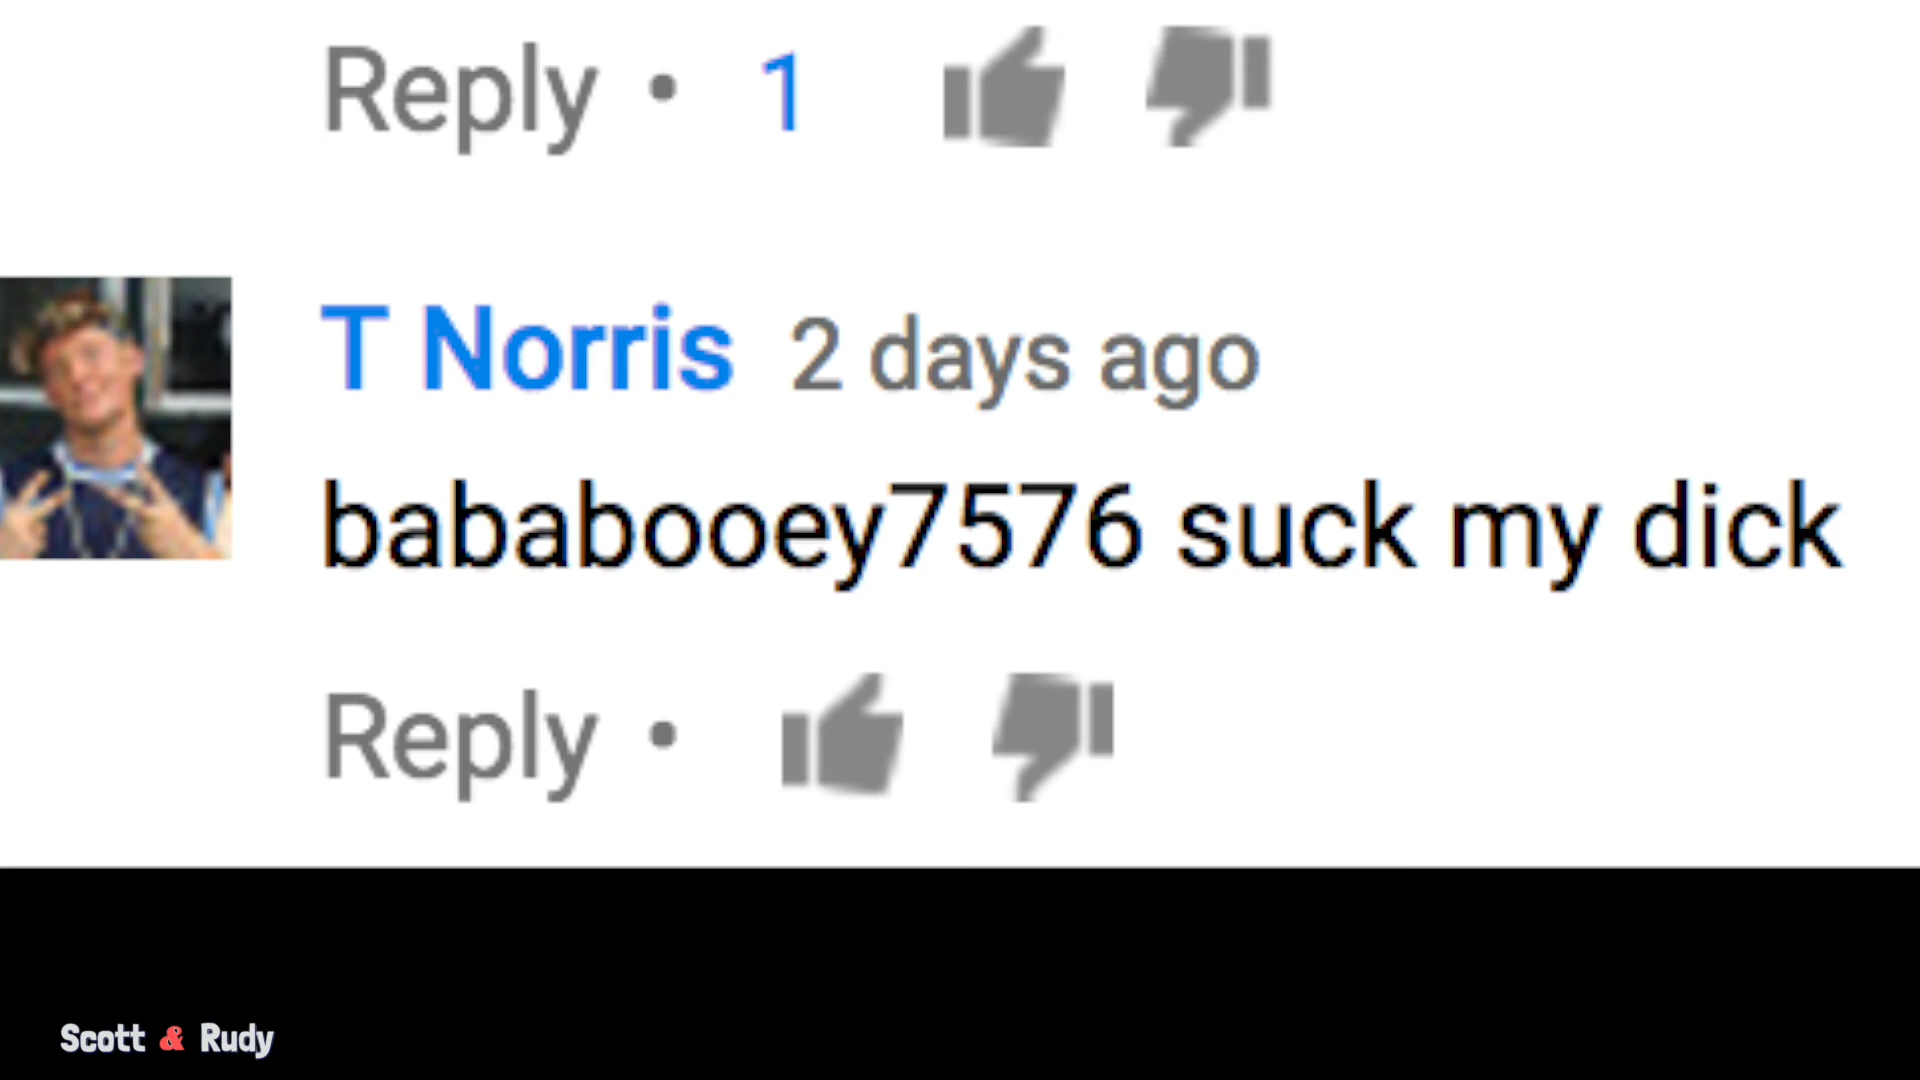 Reply • 1
T Norris 2 days ago
bababooey7576 suck my dick
Reply •
Scott & Rudy